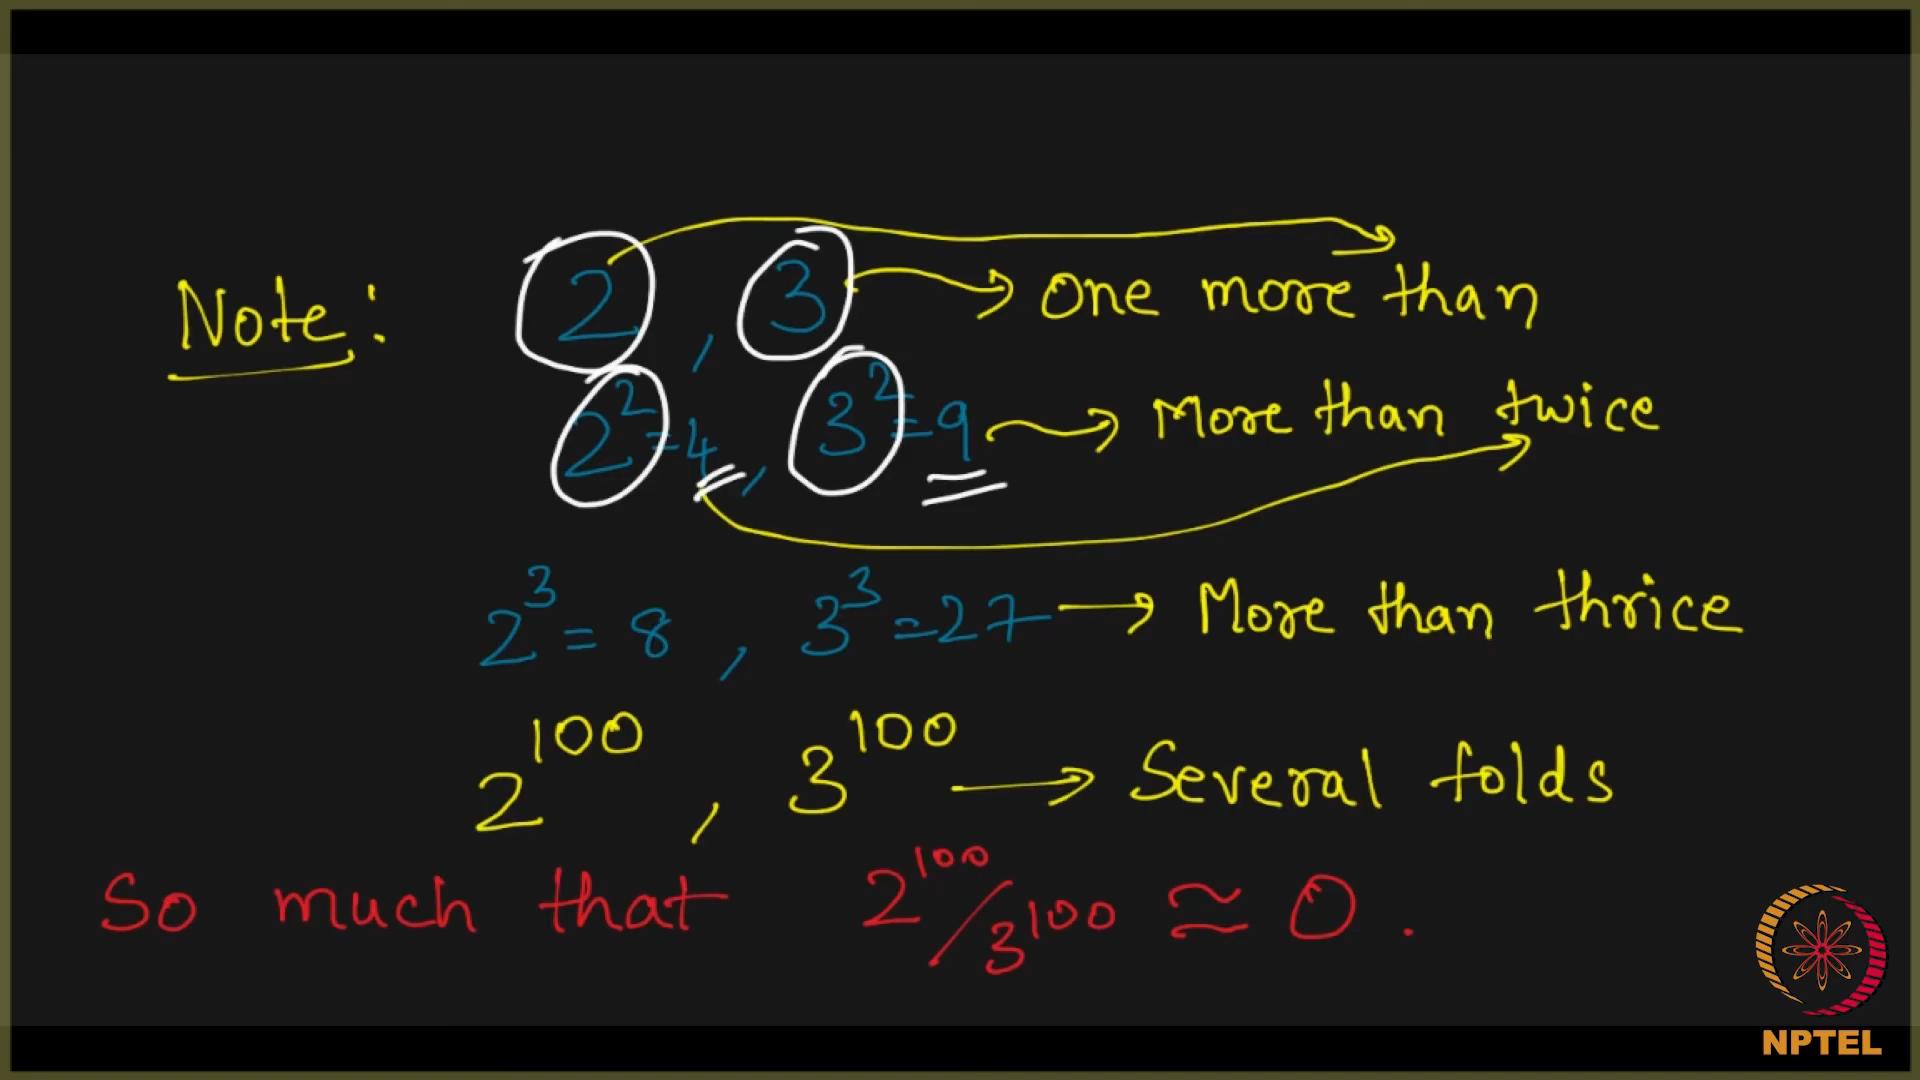 Note: 2, 3 → One more than
2² = 4, 3² = 9 → More than twice
2³ = 8, 3³ = 27 → More than thrice
2¹⁰⁰, 3¹⁰⁰ → Several folds
So much that 2¹⁰⁰/3¹⁰⁰ ≅ 0.
NPTEL